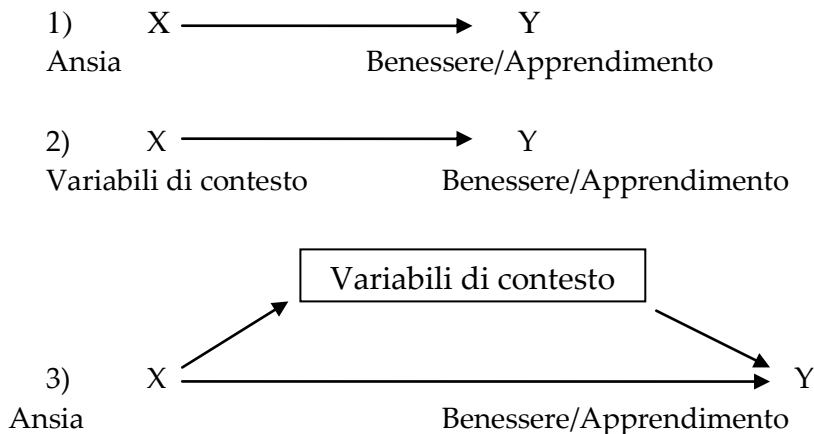 1) X Y
Ansia Benessere/Apprendimento
2) X Y
Variabili di contesto Benessere/Apprendimento
Variabili di contesto
3) X Y
Ansia Benessere/Apprendimento